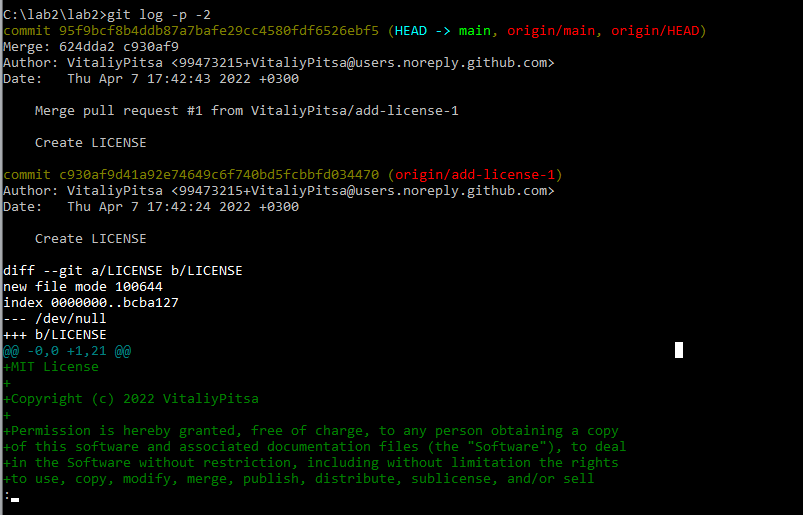 C:\lab2\lab2>git log -p -2
commit 95f9bcf8b4ddb87a7bafe29cc4580fdf6526ebf5 (HEAD -> main, origin/main, origin/HEAD)
Merge: 624dda2 c930af9
Author: VitaliyPitsa <99473215+VitaliyPitsa@users.noreply.github.com>
Date:   Thu Apr 7 17:42:43 2022 +0300
    Merge pull request #1 from VitaliyPitsa/add-license-1
    Create LICENSE
commit c930af9d41a92e74649c6f740bd5fcbbfd034470 (origin/add-license-1)
Author: VitaliyPitsa <99473215+VitaliyPitsa@users.noreply.github.com>
Date:   Thu Apr 7 17:42:24 2022 +0300
    Create LICENSE
diff --git a/LICENSE b/LICENSE
new file mode 100644
index 0000000..bcba127
--- /dev/null
+++ b/LICENSE
@@ -0,0 +1,21 @@
+MIT License
+
+Copyright (c) 2022 VitaliyPitsa
+
+Permission is hereby granted, free of charge, to any person obtaining a copy
+of this software and associated documentation files (the "Software"), to deal
+in the Software without restriction, including without limitation the rights
+to use, copy, modify, merge, publish, distribute, sublicense, and/or sell
: